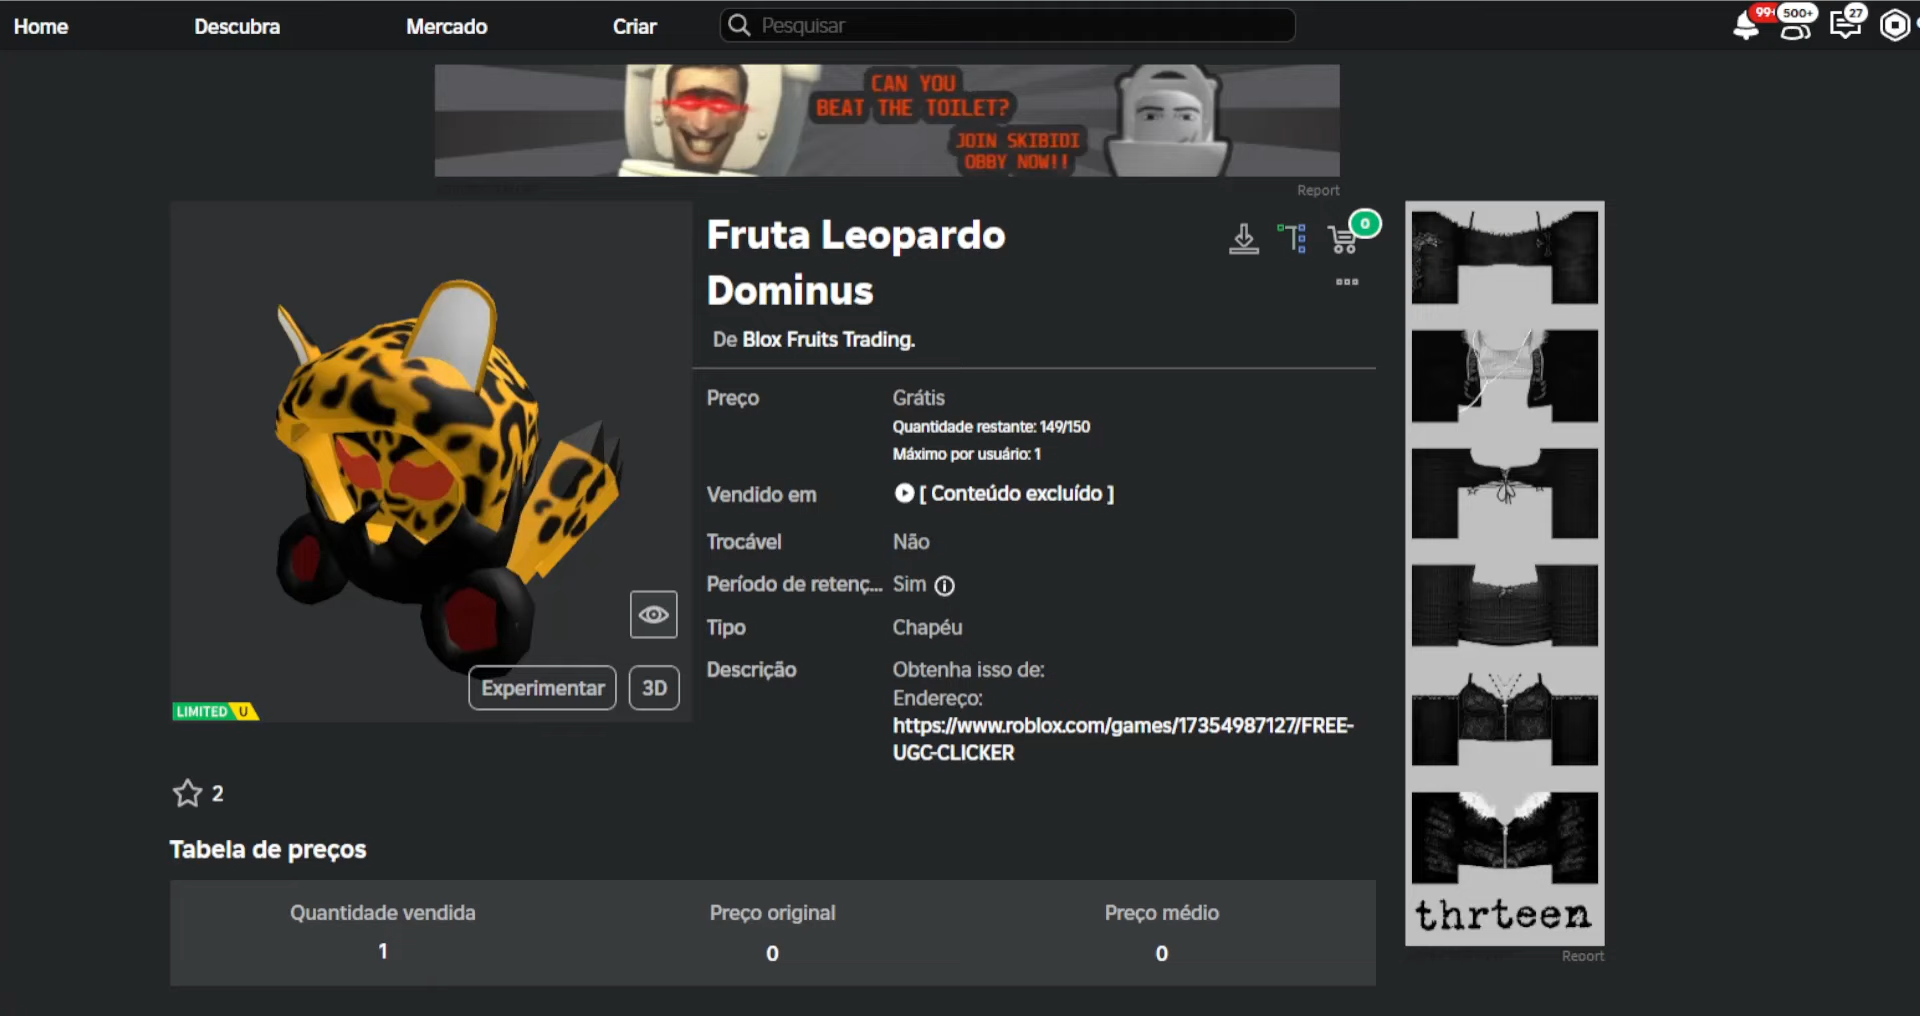 Home
Descubra
Mercado
Criar
Pesquisar
99+
500+
27
CAN YOU
BEAT THE TOILET?
JOIN SKIBIDI
OBBY NOW!!
Report
Fruta Leopardo
Dominus
0
De Blox Fruits Trading.
Preço
Grátis
Quantidade restante: 149/150
Máximo por usuário: 1
Vendido em
[ Conteúdo excluído ]
Trocável
Não
Período de retenç...
Sim
Tipo
Chapéu
Descrição
Obtenha isso de:
Endereço:
https://www.roblox.com/games/17354987127/FREE-
UGC-CLICKER
Experimentar
3D
LIMITED U
2
Tabela de preços
Quantidade vendida
1
Preço original
0
Preço médio
0
thrteen
Report